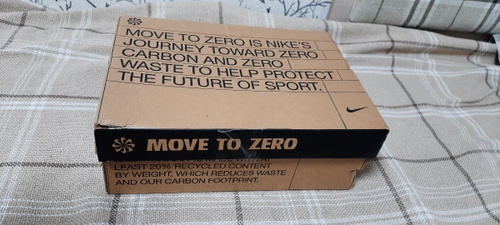 MOVE TO ZERO IS NIKE'S
JOURNEY TOWARD ZERO
CARBON AND ZERO
WASTE TO HELP PROTECT
THE FUTURE OF SPORT.
MOVE TO ZERO
LEAST 20% RECYCLED CONTENT
BY WEIGHT, WHICH REDUCES WASTE
AND OUR CARBON FOOTPRINT.